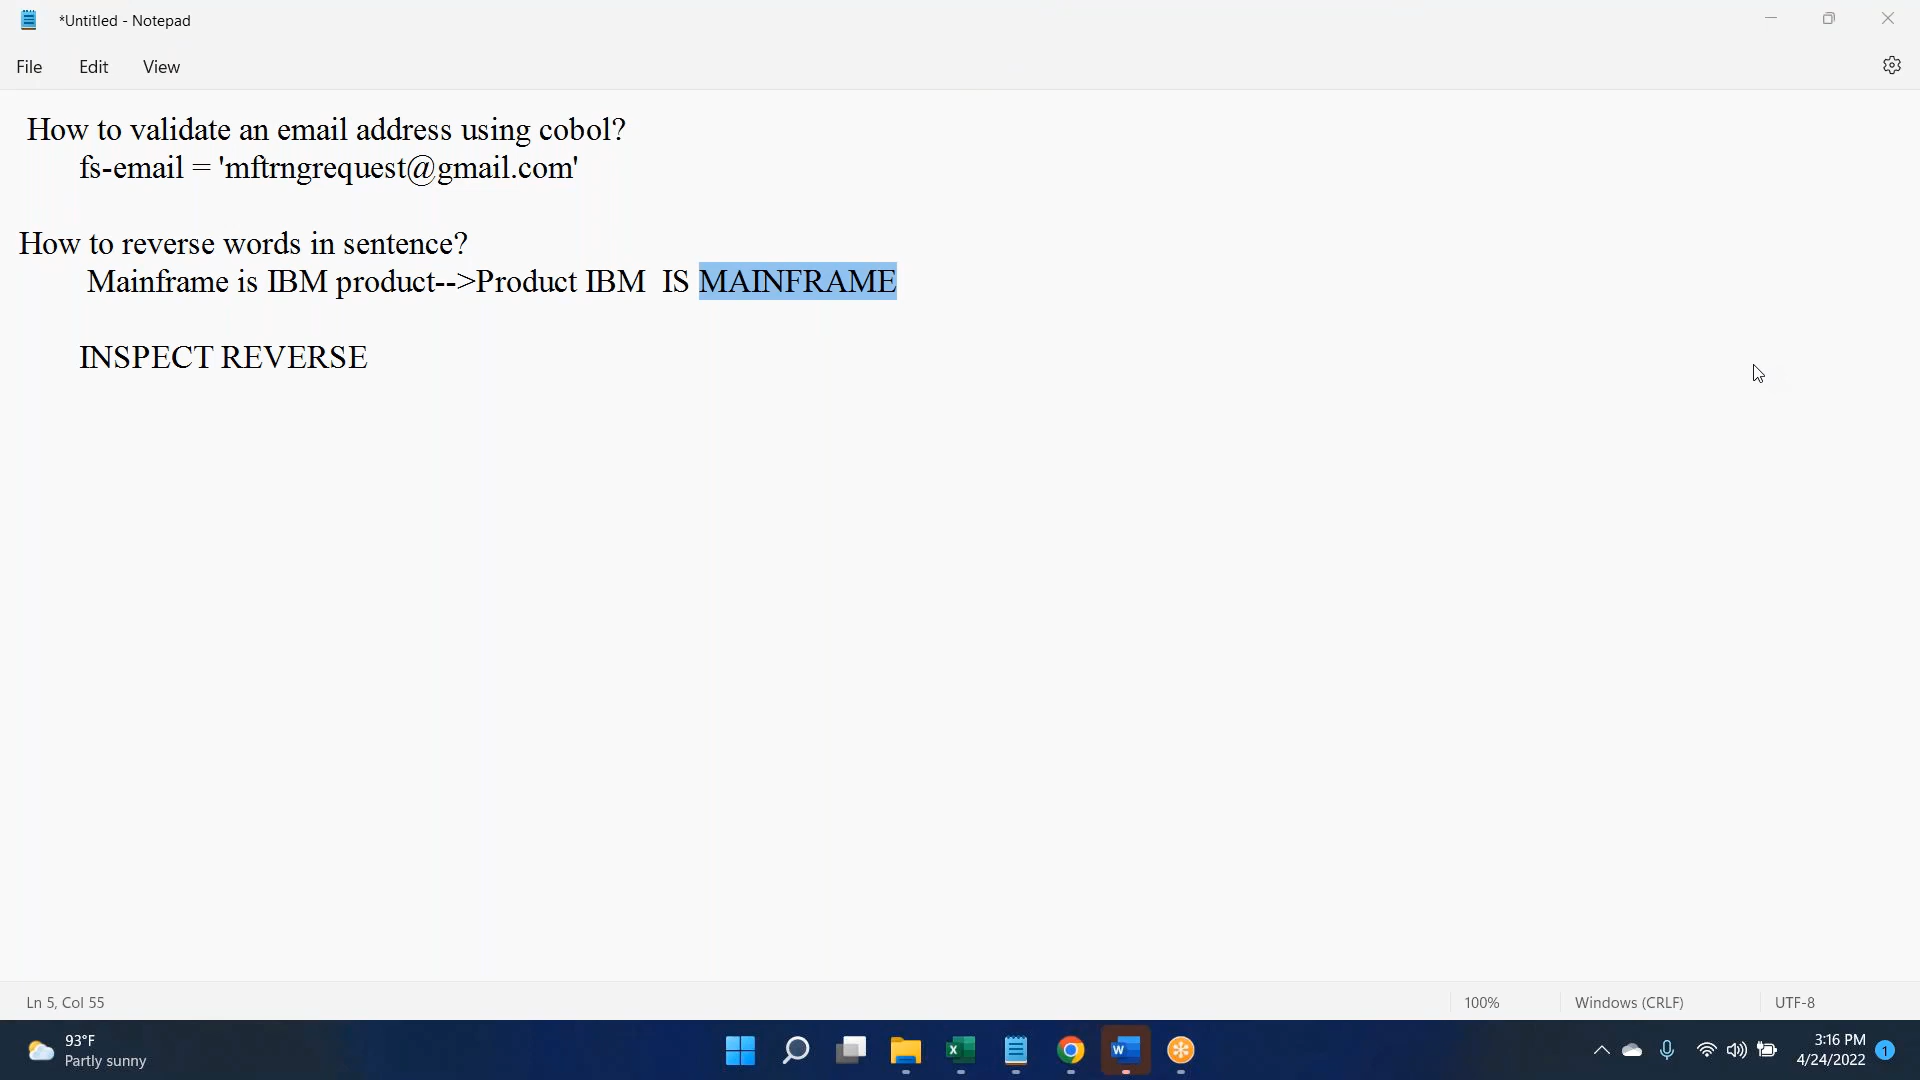 *Untitled - Notepad
File Edit View
How to validate an email address using cobol?
fs-email = 'mftrngrequest@gmail.com'
How to reverse words in sentence?
Mainframe is IBM product-->Product IBM  IS MAINFRAME
INSPECT REVERSE
Ln 5, Col 55 100% Windows (CRLF) UTF-8
93°F
Partly sunny
3:16 PM
4/24/2022
1